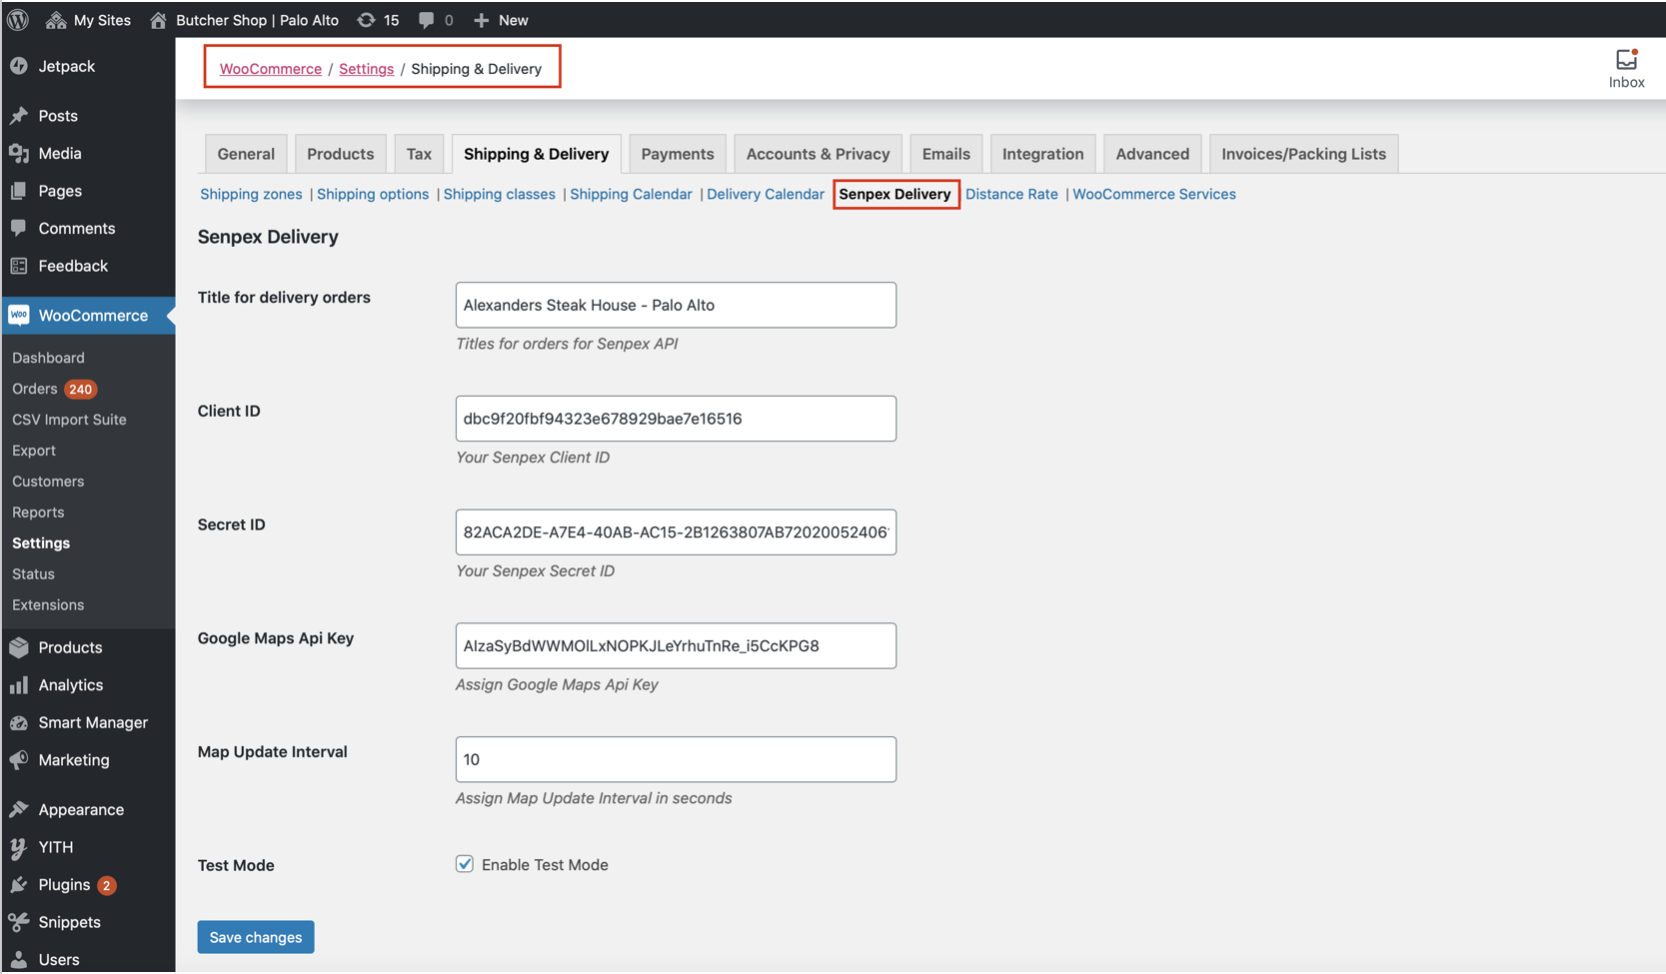 My Sites Butcher Shop | Palo Alto 15 0 New
Jetpack
Posts
Media
Pages
Comments
Feedback
WooCommerce
Dashboard
Orders 240
CSV Import Suite
Export
Customers
Reports
Settings
Status
Extensions
Products
Analytics
Smart Manager
Marketing
Appearance
YITH
Plugins 2
Snippets
Users
WooCommerce / Settings / Shipping & Delivery
Inbox
General Products Tax Shipping & Delivery Payments Accounts & Privacy Emails Integration Advanced Invoices/Packing Lists
Shipping zones | Shipping options | Shipping classes | Shipping Calendar | Delivery Calendar Senpex Delivery Distance Rate | WooCommerce Services
Senpex Delivery
Title for delivery orders
Alexanders Steak House - Palo Alto
Titles for orders for Senpex API
Client ID
dbc9f20fbf94323e678929bae7e16516
Your Senpex Client ID
Secret ID
82ACA2DE-A7E4-40AB-AC15-2B1263807AB72020052406
Your Senpex Secret ID
Google Maps Api Key
AIzaSyBdWWMOlLxNOPKJLeYrhuTnRe_i5CcKPG8
Assign Google Maps Api Key
Map Update Interval
10
Assign Map Update Interval in seconds
Test Mode
Enable Test Mode
Save changes